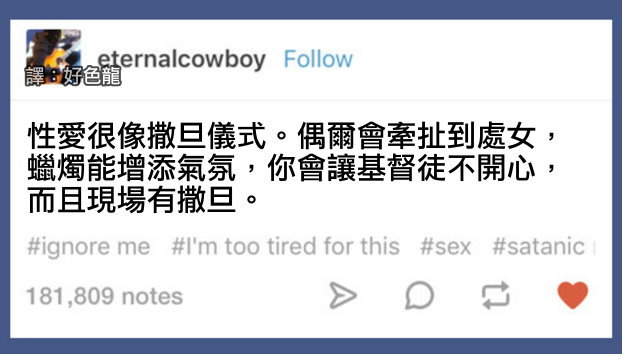 eternalcowboy Follow
譯：好色龍
性愛很像撒旦儀式。偶爾會牽扯到處女，
蠟燭能增添氣氛，你會讓基督徒不開心，
而且現場有撒旦。
#ignore me #I'm too tired for this #sex #satanic
181,809 notes